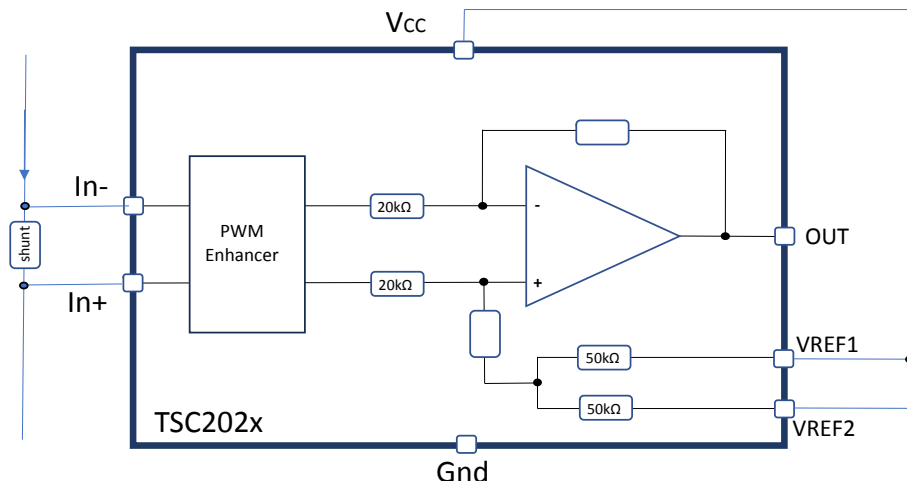 Vcc
In-
20kΩ
-
PWM
Enhancer
shunt
OUT
In+
20kΩ
+
VREF1
50kΩ
50kΩ
VREF2
TSC202x
Gnd